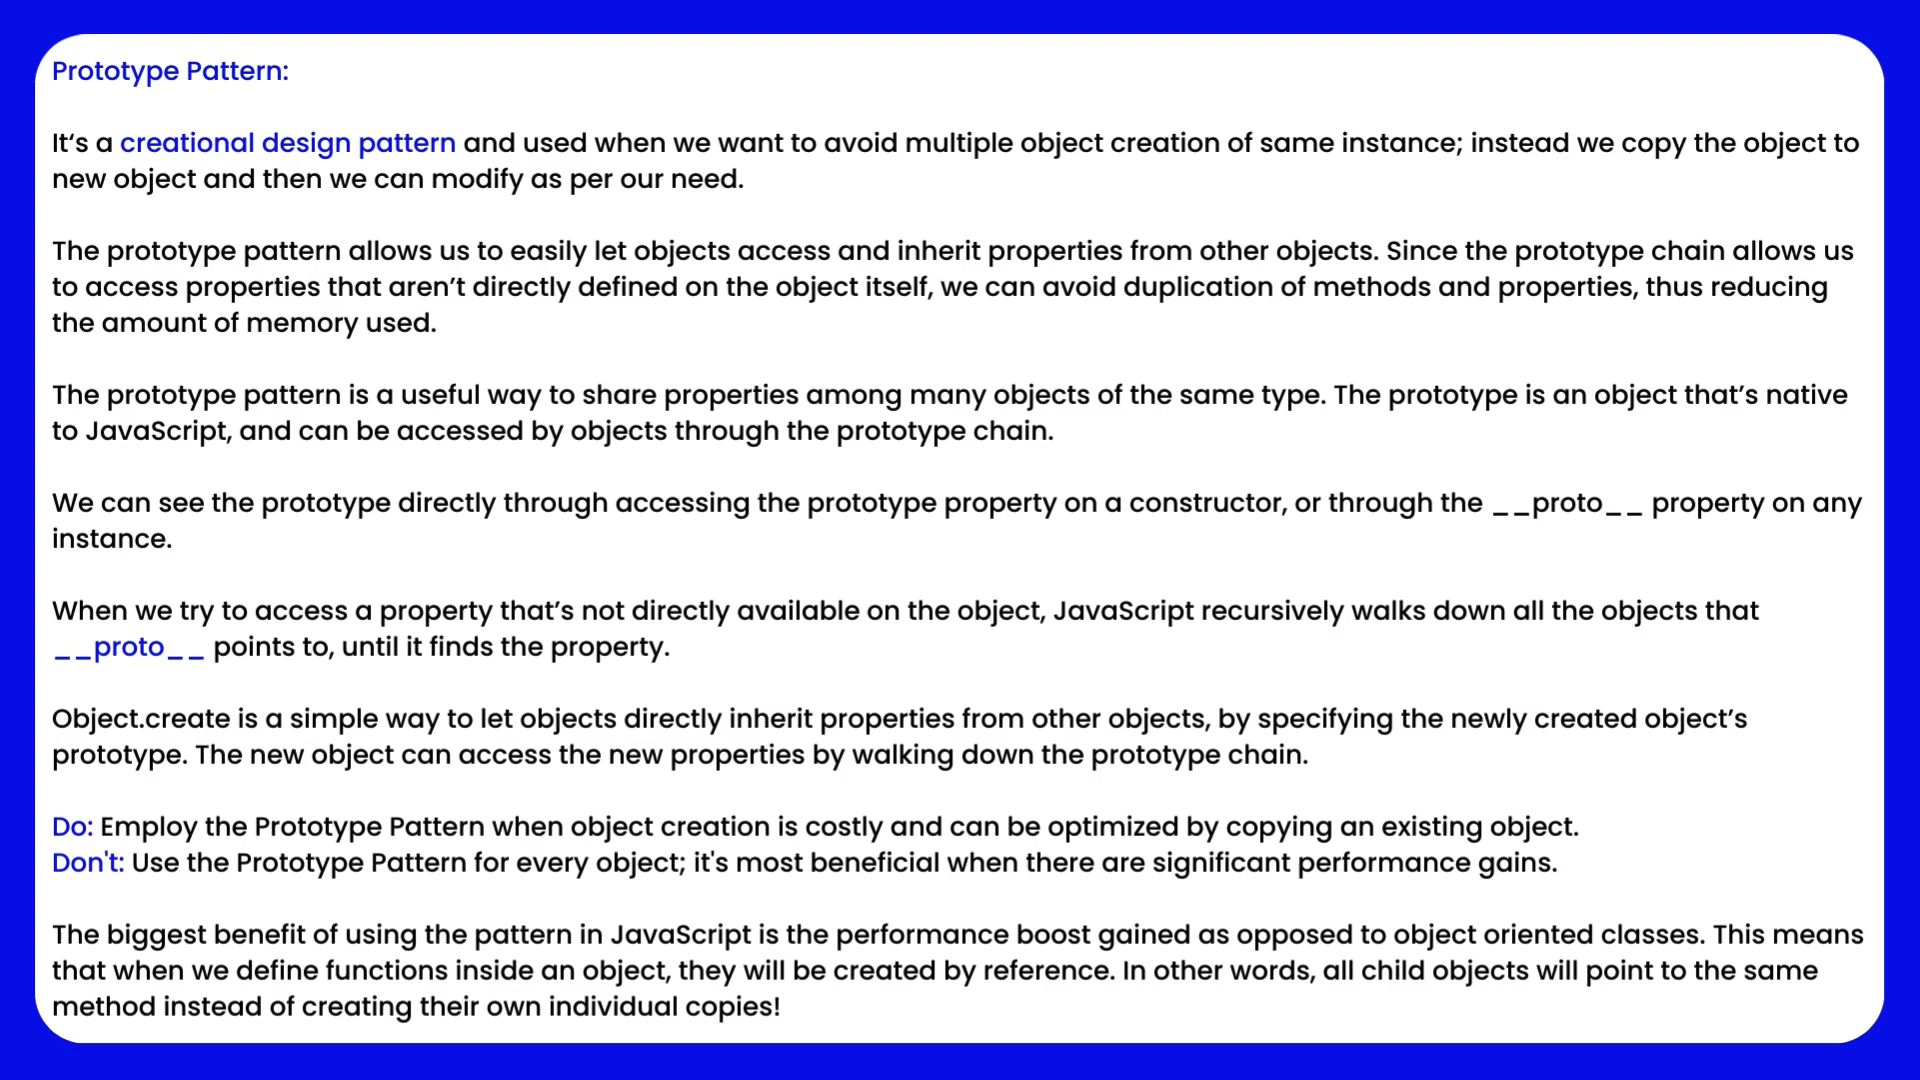 Prototype Pattern:
It‘s a creational design pattern and used when we want to avoid multiple object creation of same instance; instead we copy the object to
new object and then we can modify as per our need.
The prototype pattern allows us to easily let objects access and inherit properties from other objects. Since the prototype chain allows us
to access properties that aren’t directly defined on the object itself, we can avoid duplication of methods and properties, thus reducing
the amount of memory used.
The prototype pattern is a useful way to share properties among many objects of the same type. The prototype is an object that’s native
to JavaScript, and can be accessed by objects through the prototype chain.
We can see the prototype directly through accessing the prototype property on a constructor, or through the __proto__ property on any
instance.
When we try to access a property that’s not directly available on the object, JavaScript recursively walks down all the objects that
__proto__ points to, until it finds the property.
Object.create is a simple way to let objects directly inherit properties from other objects, by specifying the newly created object’s
prototype. The new object can access the new properties by walking down the prototype chain.
Do: Employ the Prototype Pattern when object creation is costly and can be optimized by copying an existing object.
Don't: Use the Prototype Pattern for every object; it's most beneficial when there are significant performance gains.
The biggest benefit of using the pattern in JavaScript is the performance boost gained as opposed to object oriented classes. This means
that when we define functions inside an object, they will be created by reference. In other words, all child objects will point to the same
method instead of creating their own individual copies!